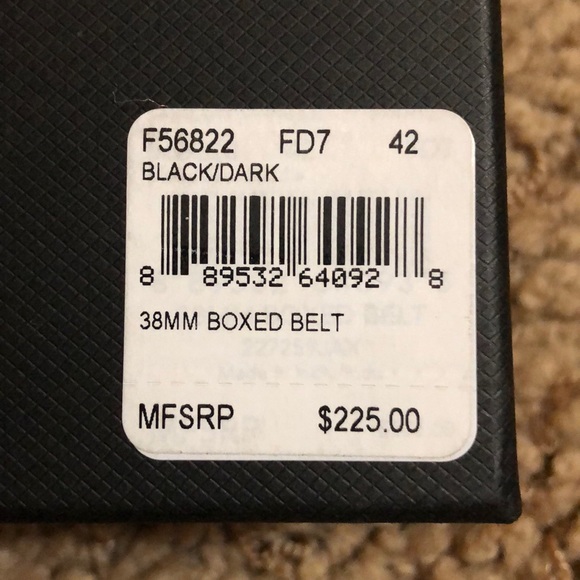 F56822 FD7 42
BLACK/DARK
8 89532 64092 8
38MM BOXED BELT
MFSRP $225.00